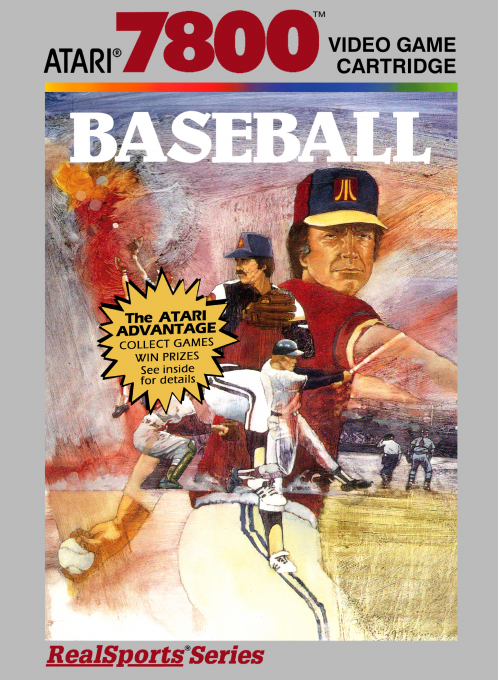 ATARI® 7800™ VIDEO GAME
CARTRIDGE
BASEBALL
The ATARI
ADVANTAGE
COLLECT GAMES
WIN PRIZES
See inside
for details
RealSports® Series